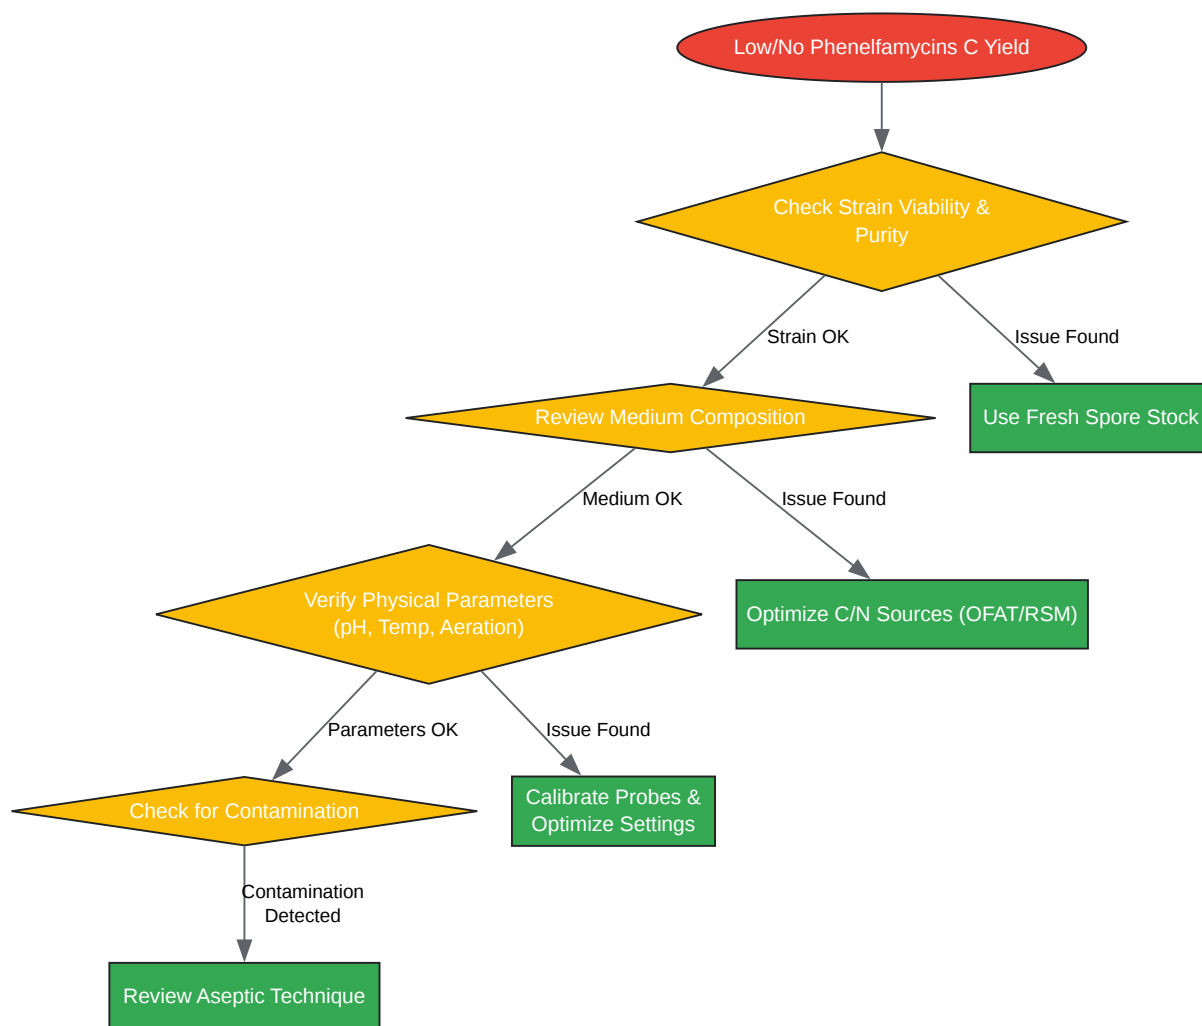 Low/No Phenelfamycins C Yield
Check Strain Viability &
Purity
Strain OK
Issue Found
Review Medium Composition
Use Fresh Spore Stock
Medium OK
Issue Found
Verify Physical Parameters
(pH, Temp, Aeration)
Optimize C/N Sources (OFAT/RSM)
Parameters OK
Issue Found
Check for Contamination
Calibrate Probes &
Optimize Settings
Contamination
Detected
Review Aseptic Technique